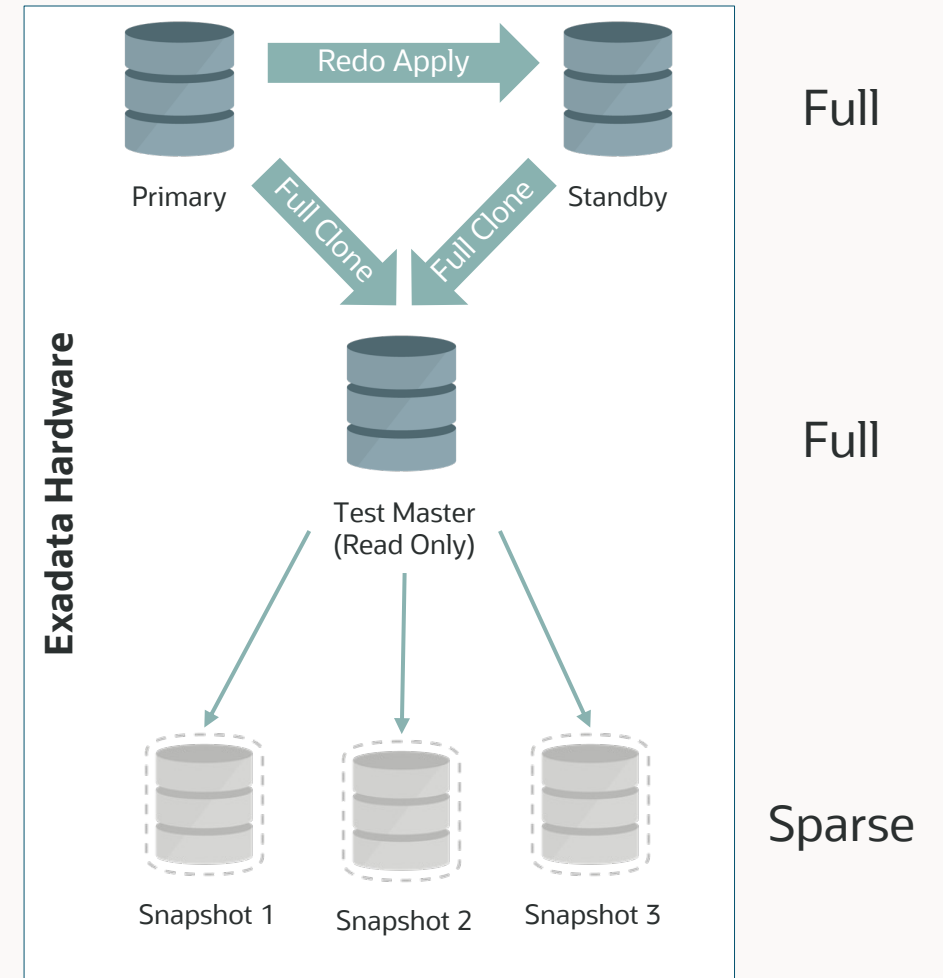 Redo Apply
Full
Primary
Standby
Full Clone
Full Clone
Exadata Hardware
Full
Test Master
(Read Only)
Sparse
Snapshot 1
Snapshot 2
Snapshot 3